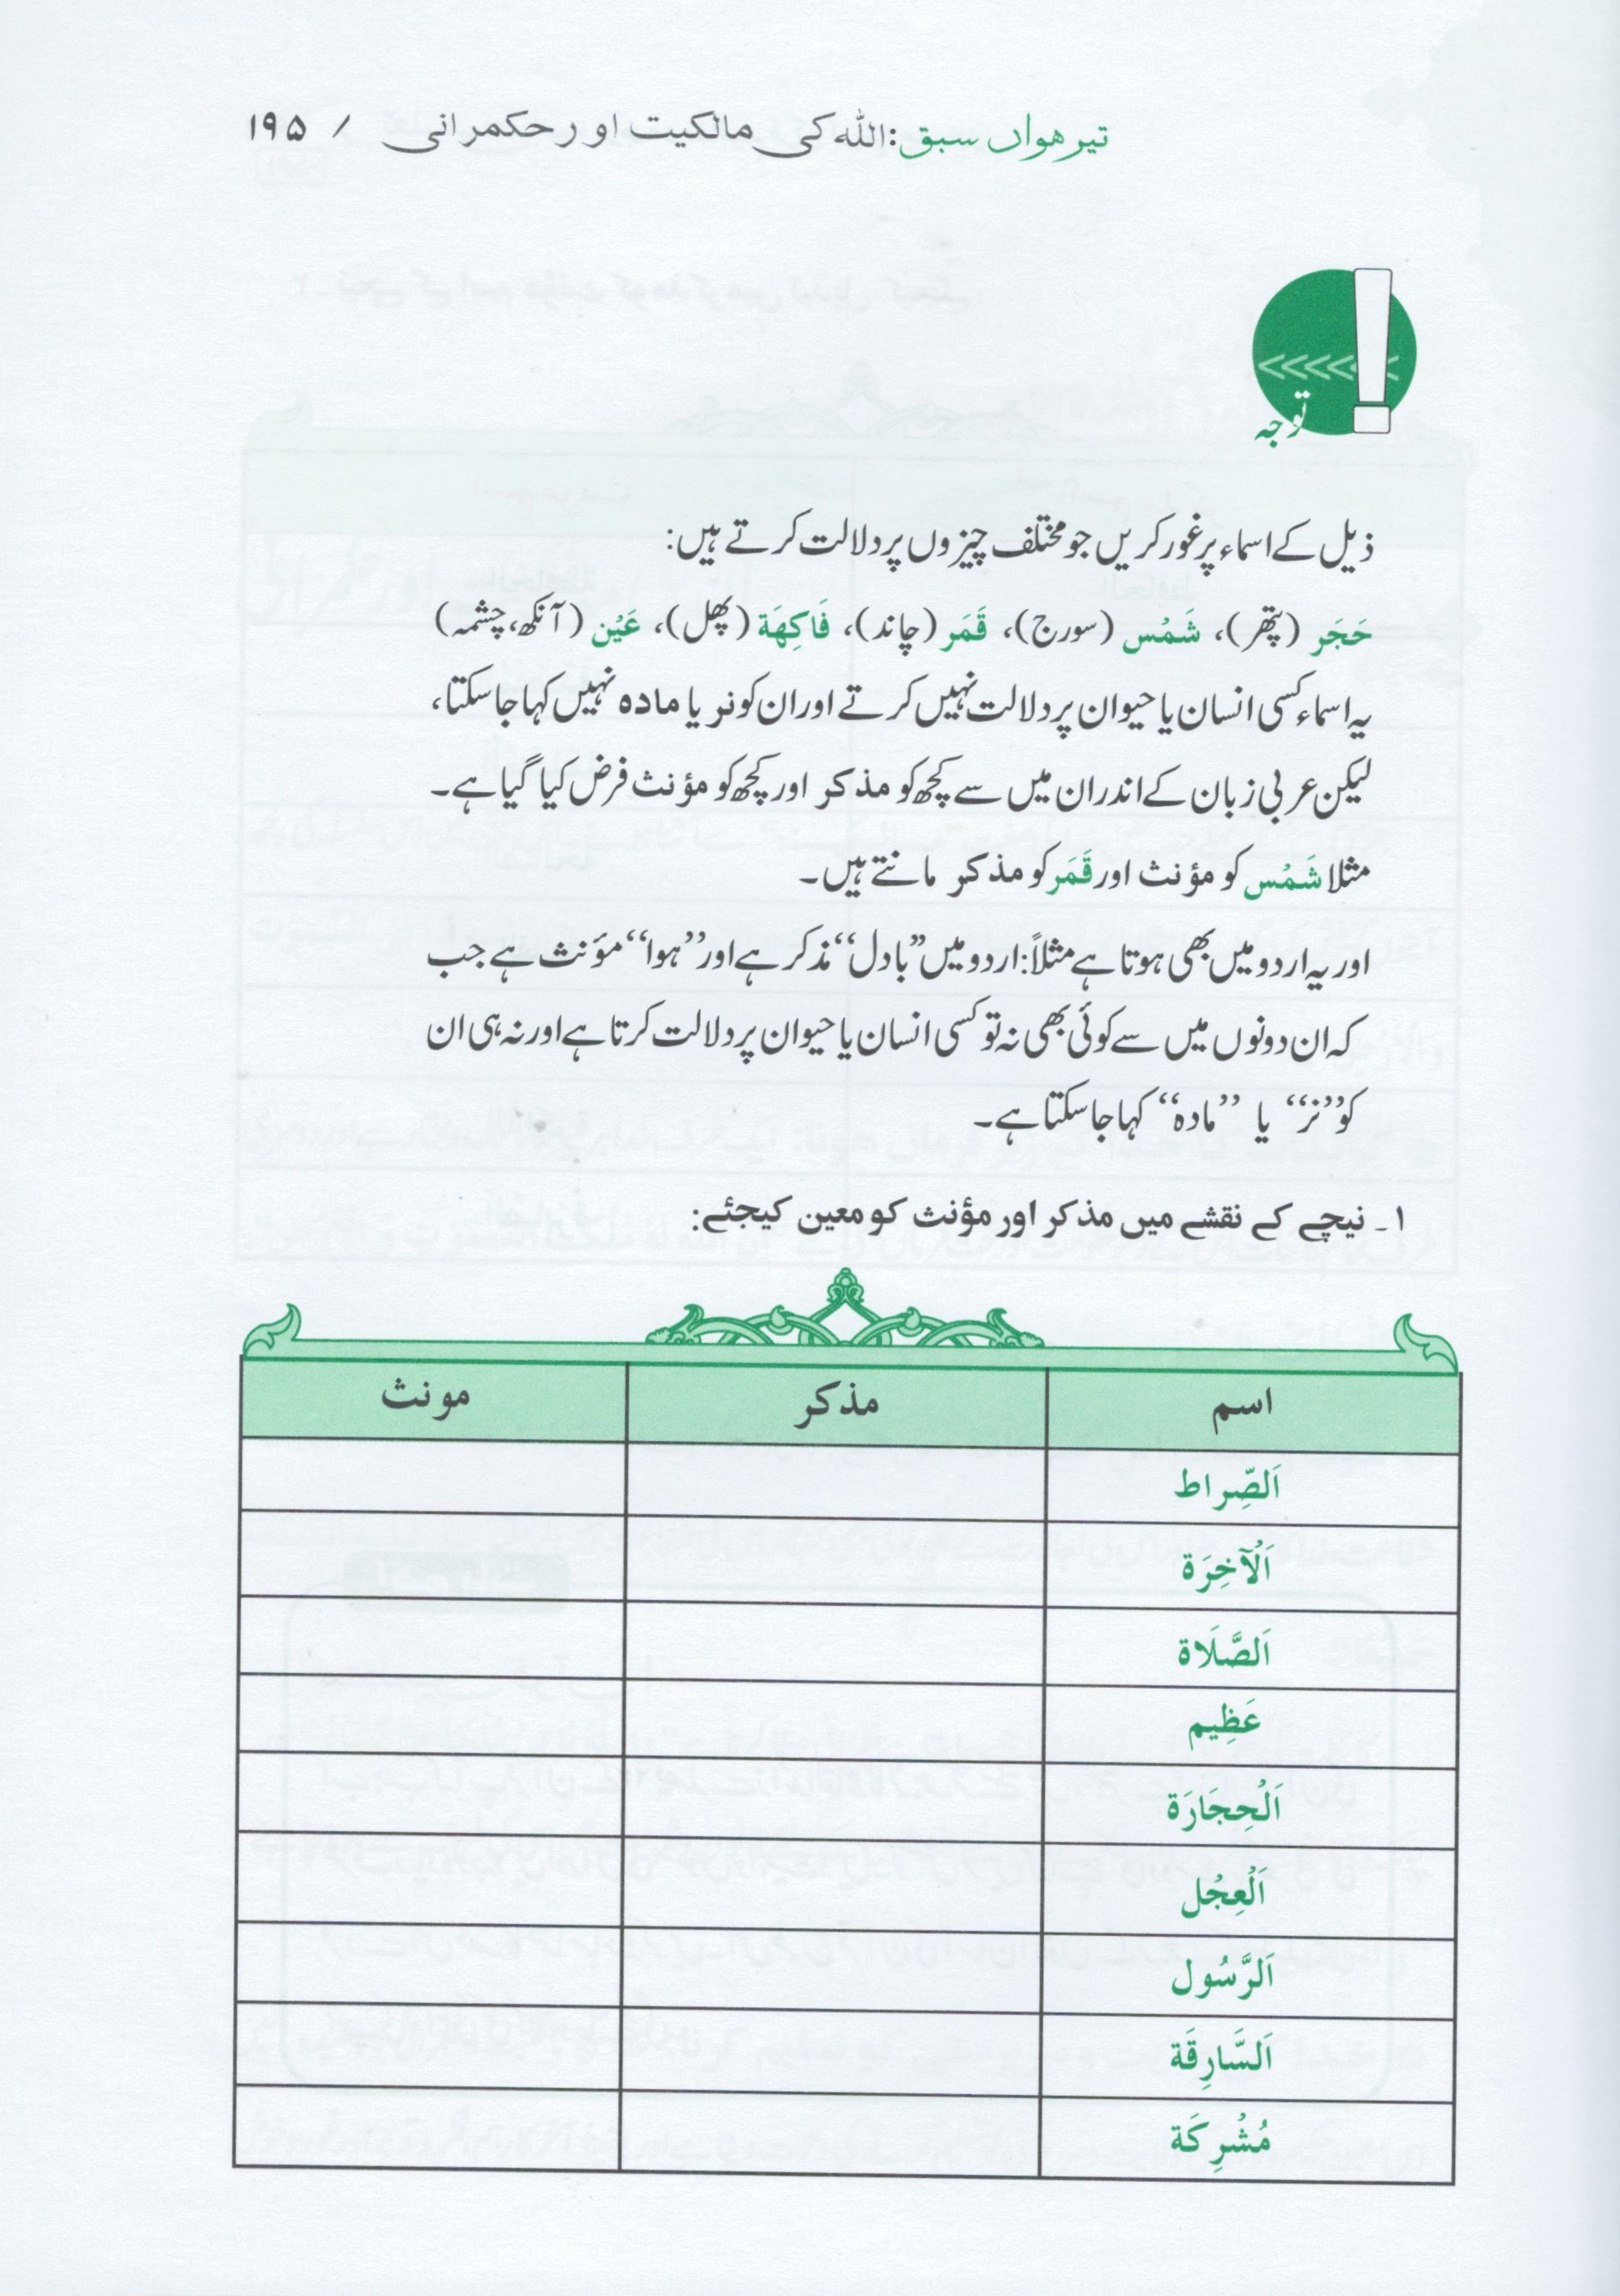 تیرھواں سبق: اللہ کی مالکیت اور حکمرانی / ۱۹۵
توجہ
ذیل کے اسماء پر غور کریں جو مختلف چیزوں پر دلالت کرتے ہیں:
حَجَر (پتھر)، شَمْس (سورج)، قَمَر (چاند)، فَاكِهَة (پھل)، عَيْن (آنکھ، چشمہ)
یہ اسماء کسی انسان یا حیوان پر دلالت نہیں کرتے اور ان کو نر یا مادہ نہیں کہا جاسکتا،
لیکن عربی زبان کے اندر ان میں سے کچھ کو مذکر اور کچھ کو مؤنث فرض کیا گیا ہے۔
مثلا شَمْس کو مؤنث اور قَمَر کو مذکر مانتے ہیں۔
اور یہ اردو میں بھی ہوتا ہے مثلاً: اردو میں ”بادل“ مذکر ہے اور ”ہوا“ مؤنث ہے جب
کہ ان دونوں میں سے کوئی بھی نہ تو کسی انسان یا حیوان پر دلالت کرتا ہے اور نہ ہی ان
کو ”نر“ یا ”مادہ“ کہا جاسکتا ہے۔
۱۔ نیچے کے نقشے میں مذکر اور مؤنث کو معین کیجئے:
اسم مذکر مونث
اَلصِّراط
اَلْآخِرَة
اَلصَّلَاة
عَظِيم
اَلْحِجَارَة
اَلْعِجْل
اَلرَّسُول
اَلسَّارِقَة
مُشْرِكَة